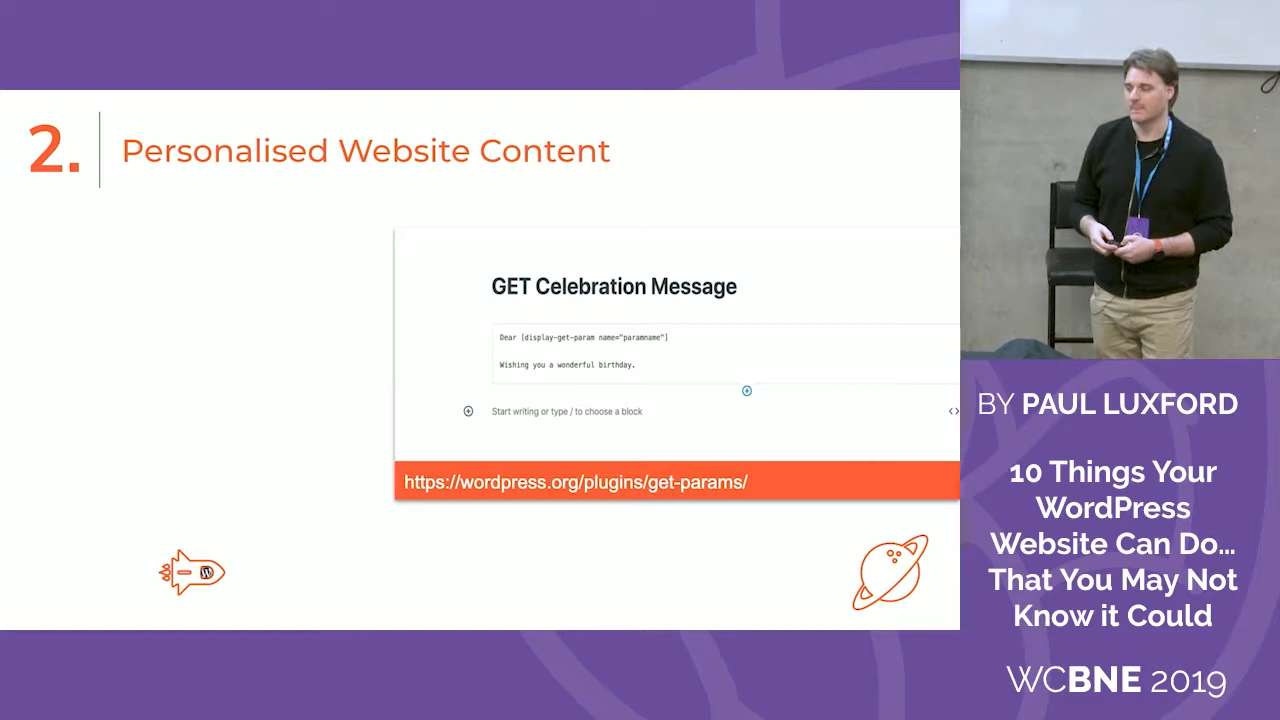 2.
Personalised Website Content
GET Celebration Message
Dear [display-get-param name="paramname"]
Wishing you a wonderful birthday.
Start writing or type / to choose a block
https://wordpress.org/plugins/get-params/
BY PAUL LUXFORD
10 Things Your
WordPress
Website Can Do...
That You May Not
Know it Could
WCBNE 2019